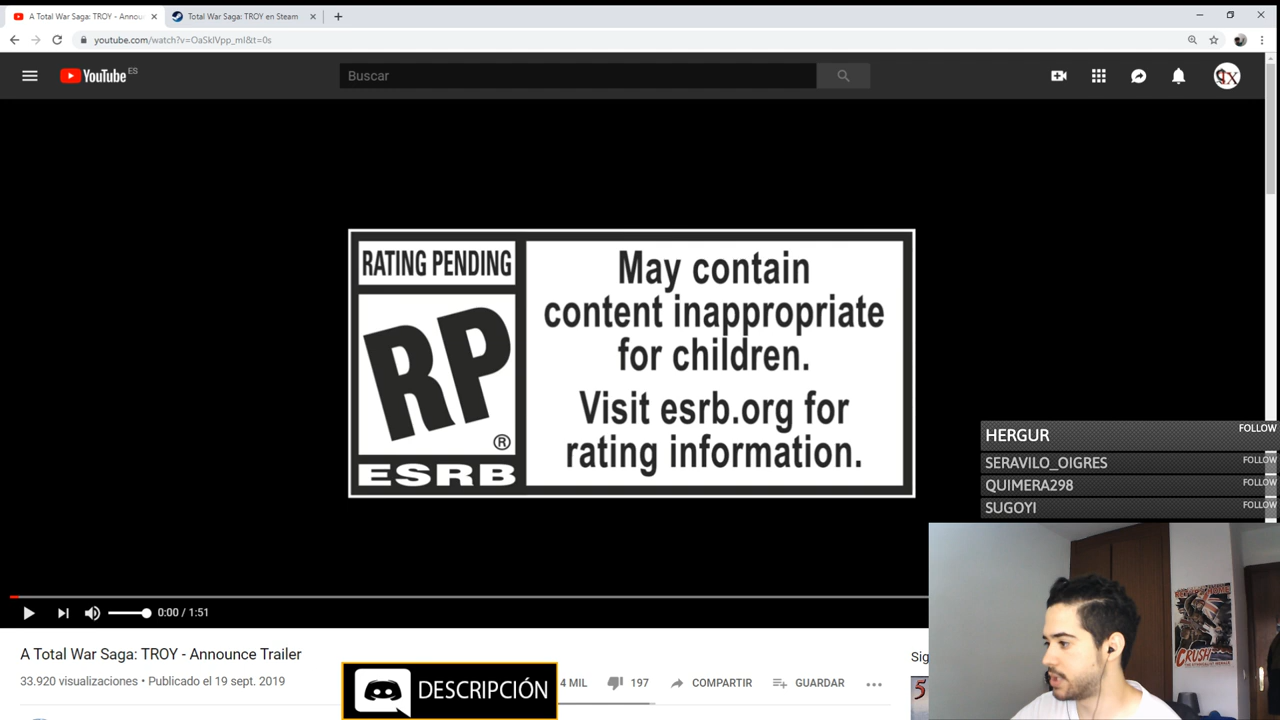 A Total War Saga: TROY - Announ
Total War Saga: TROY en Steam
youtube.com/watch?v=OaSkIVpp_mI&t=0s
YouTube ES
Buscar
RATING PENDING
RP
®
ESRB
May contain
content inappropriate
for children.
Visit esrb.org for
rating information.
HERGUR FOLLOW
SERAVILO_OIGRES FOLLOW
QUIMERA298 FOLLOW
SUGOYI FOLLOW
CRUSH
0:00 / 1:51
A Total War Saga: TROY - Announce Trailer
33.920 visualizaciones • Publicado el 19 sept. 2019
DESCRIPCIÓN
4 MIL
197
COMPARTIR
GUARDAR
Sig
5